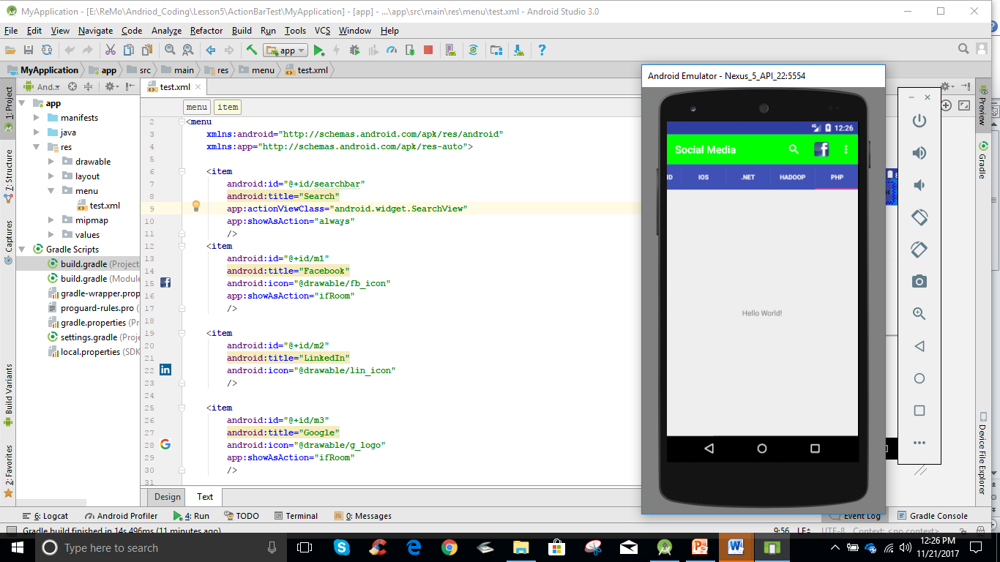 MyApplication - [E:\ReMo\Andriod_Coding\Lesson5\ActionBarTest\MyApplication] - [app] - ...\app\src\main\res\menu\test.xml - Android Studio 3.0
File Edit View Navigate Code Analyze Refactor Build Run Tools VCS Window Help
app
MyApplication app src main res menu test.xml
And..
test.xml
1: Project
Z: Structure
Captures
Build Variants
2: Favorites
app
manifests
java
res
drawable
layout
menu
test.xml
mipmap
values
Gradle Scripts
build.gradle (Project
build.gradle (Module
gradle-wrapper.prop
proguard-rules.pro (
gradle.properties (Pr
settings.gradle (Proje
local.properties (SDK
menu item
2 <menu
3 xmlns:android="http://schemas.android.com/apk/res/android"
4 xmlns:app="http://schemas.android.com/apk/res-auto">
5
6 <item
7 android:id="@+id/searchbar"
8 android:title="Search"
9 app:actionViewClass="android.widget.SearchView"
10 app:showAsAction="always"
11 />
12 <item
13 android:id="@+id/m1"
14 android:title="Facebook"
15 android:icon="@drawable/fb_icon"
16 app:showAsAction="ifRoom"
17 />
18
19 <item
20 android:id="@+id/m2"
21 android:title="LinkedIn"
22 android:icon="@drawable/lin_icon"
23 />
24
25 <item
26 android:id="@+id/m3"
27 android:title="Google"
28 android:icon="@drawable/g_logo"
29 app:showAsAction="ifRoom"
30 />
31
Design Text
Android Emulator - Nexus_5_API_22:5554
4G 12:26
Social Media
ID IOS .NET HADOOP PHP
Hello World!
Preview
Gradle
Device File Explorer
6: Logcat Android Profiler 4: Run TODO Terminal 0: Messages Event Log Gradle Console
Gradle build finished in 14s 496ms (11 minutes ago) 9:56 LF÷ UTF-8 Context: <no context>
Type here to search
12:26 PM
11/21/2017